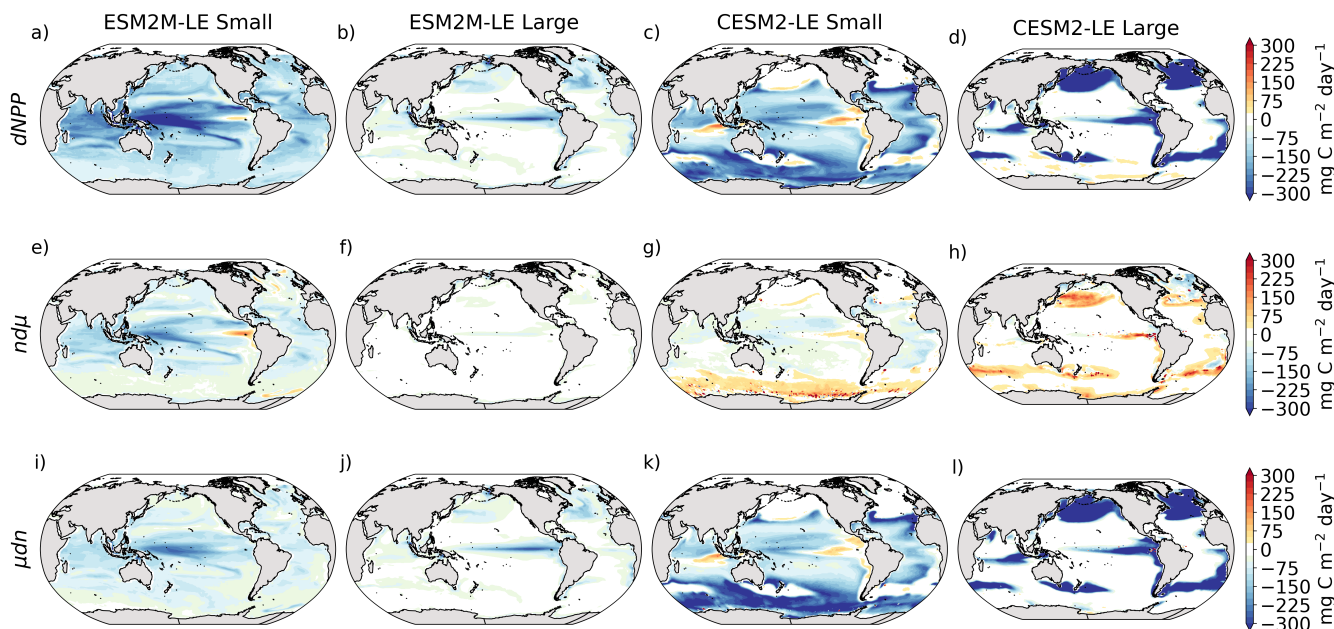 ESM2M-LE Small
ESM2M-LE Large
CESM2-LE Small
CESM2-LE Large
a)
b)
c)
d)
dNPP
300
225
150
75
0
−75
−150
−225
−300
mg C m⁻² day⁻¹
e)
f)
g)
h)
ndμ
300
225
150
75
0
−75
−150
−225
−300
mg C m⁻² day⁻¹
i)
j)
k)
l)
μdn
300
225
150
75
0
−75
−150
−225
−300
mg C m⁻² day⁻¹